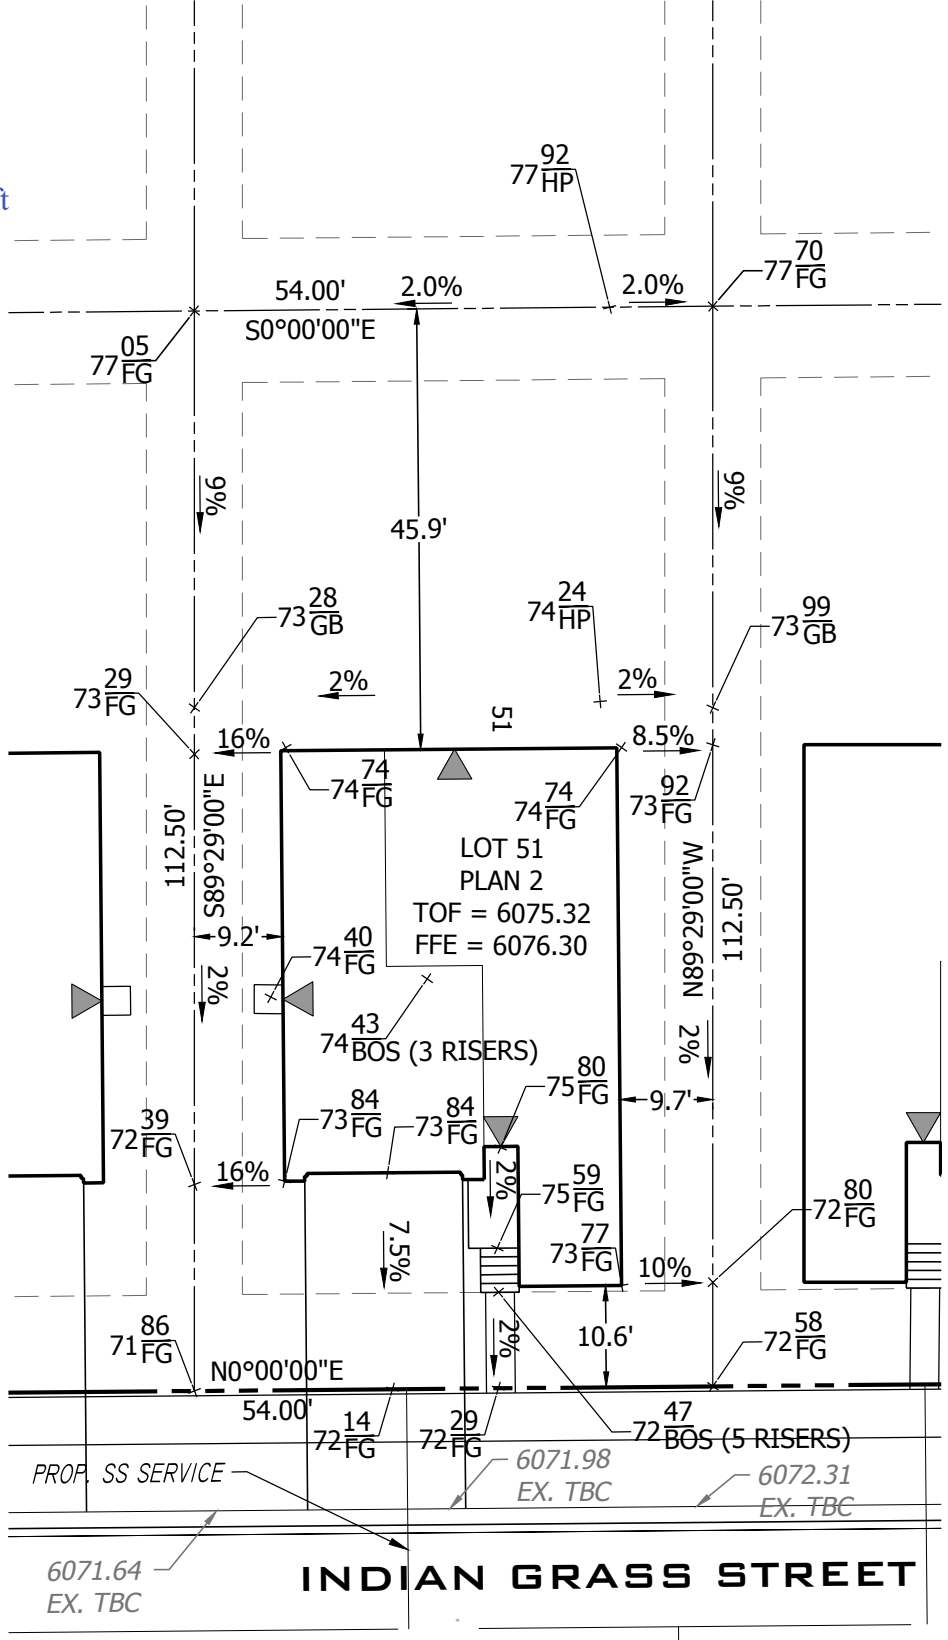 92
77 HP
ft
70
77 FG
54.00' 2.0% 2.0%
S0°00'00"E
05
77 FG
9% 9%
45.9'
28
73 GB
24
74 HP
99
73 GB
29
73 FG
2% 2%
51
16% 8.5%
74
74 FG
74
74 FG
92
73 FG
112.50'
S89°29'00"E
LOT 51
PLAN 2
TOF = 6075.32
FFE = 6076.30
N89°26'00"W
112.50'
9.2'
40
74 FG
2%
43
74 BOS (3 RISERS)
2%
80
75 FG
9.7'
39
72 FG
84
73 FG
84
73 FG
16%
2%
59
75 FG
80
72 FG
7.5%
77
73 FG
10%
86
71 FG
2%
10.6'
58
72 FG
N0°00'00"E
54.00'
14
72 FG
29
72 FG
47
72 BOS (5 RISERS)
PROP. SS SERVICE
6071.98
EX. TBC
6072.31
EX. TBC
6071.64
EX. TBC
INDIAN GRASS STREET